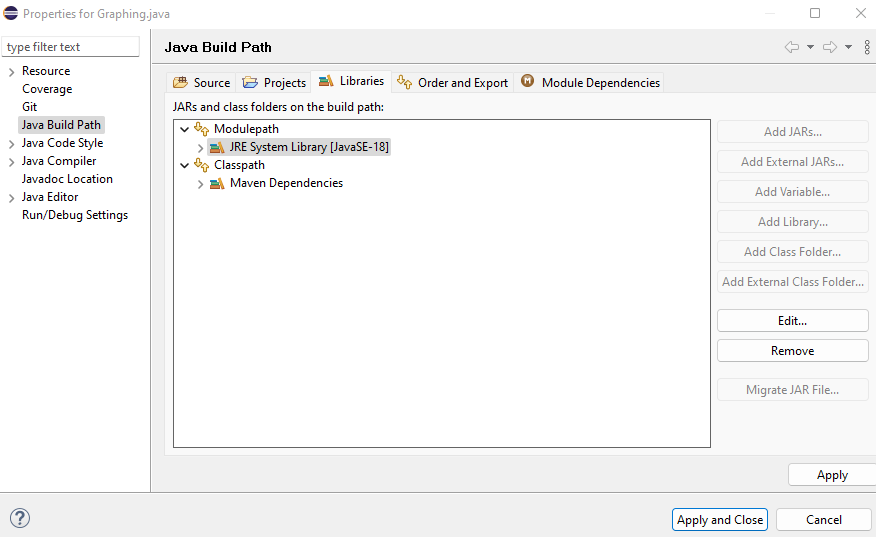 Properties for Graphing.java
type filter text
Resource
Coverage
Git
Java Build Path
Java Code Style
Java Compiler
Javadoc Location
Java Editor
Run/Debug Settings
Java Build Path
Source Projects Libraries Order and Export M Module Dependencies
JARs and class folders on the build path:
Modulepath
JRE System Library [JavaSE-18]
Classpath
Maven Dependencies
Add JARs...
Add External JARs...
Add Variable...
Add Library...
Add Class Folder...
Add External Class Folder...
Edit...
Remove
Migrate JAR File...
Apply
?
Apply and Close Cancel